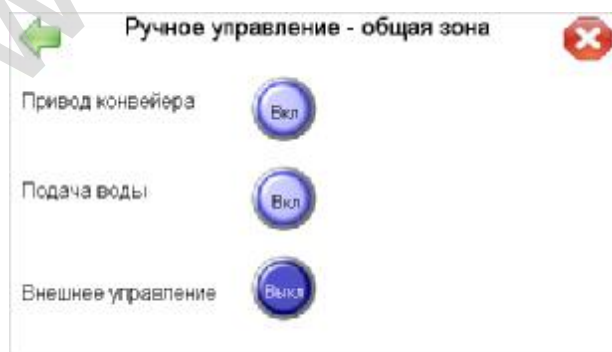 Ручное управление - общая зона
Привод конвейера
Вкл
Подача воды
Вкл
Внешнее управление
Выкл